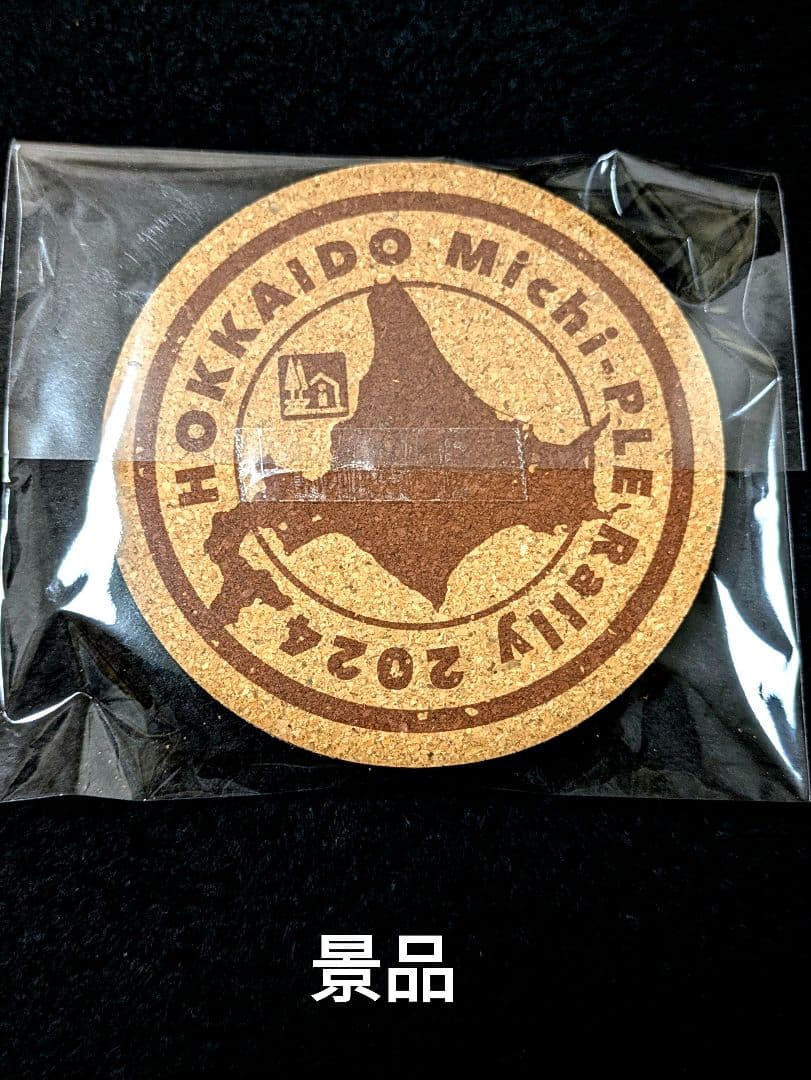 HOKKAIDO Michi-PLE Rally 2024
景品